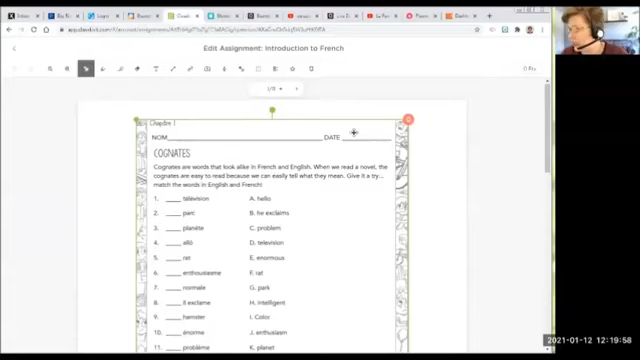 Edit Assignment: Introduction to French
Chapitre 1
NOM DATE
COGNATES
Cognates are words that look alike in French and English. When we read a novel, the
cognates are easy to read because we can easily tell what they mean. Give it a try...
match the words in English and French!
1. télévision A. hello
2. parc B. he exclaims
3. planète C. problem
4. allô D. television
5. rat E. enormous
6. enthousiasme F. rat
7. normale G. park
8. il exclame H. intelligent
9. hamster I. Color
10. énorme J. enthusiasm
11. problème K. planet
2021-01-12 12:19:58